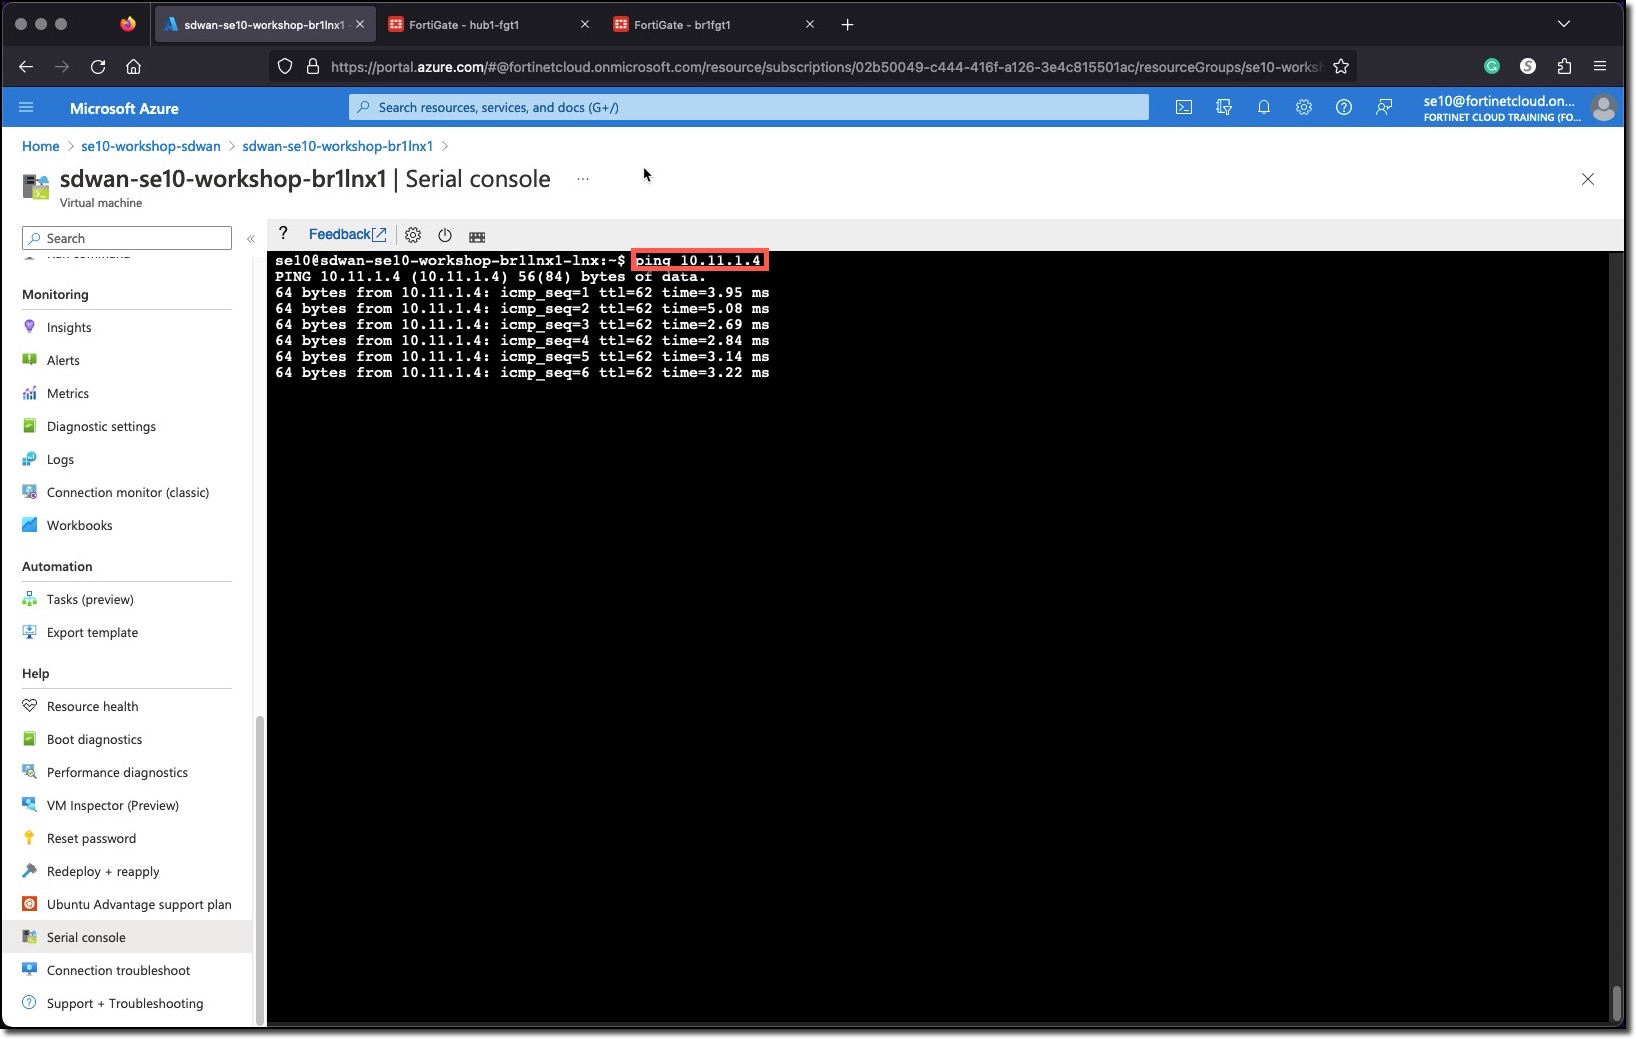 sdwan-se10-workshop-br1lnx1
FortiGate - hub1-fgt1
FortiGate - br1fgt1
https://portal.azure.com/#@fortinetcloud.onmicrosoft.com/resource/subscriptions/02b50049-c444-416f-a126-3e4c815501ac/resourceGroups/se10-worksh
Microsoft Azure
Search resources, services, and docs (G+/)
se10@fortinetcloud.on...
FORTINET CLOUD TRAINING (FO...
Home > se10-workshop-sdwan > sdwan-se10-workshop-br1lnx1 >
sdwan-se10-workshop-br1lnx1 | Serial console ...
Virtual machine
Search
«
? Feedback
Monitoring
Insights
Alerts
Metrics
Diagnostic settings
Logs
Connection monitor (classic)
Workbooks
Automation
Tasks (preview)
Export template
Help
Resource health
Boot diagnostics
Performance diagnostics
VM Inspector (Preview)
Reset password
Redeploy + reapply
Ubuntu Advantage support plan
Serial console
Connection troubleshoot
Support + Troubleshooting
se10@sdwan-se10-workshop-br1lnx1-lnx:~$ ping 10.11.1.4
PING 10.11.1.4 (10.11.1.4) 56(84) bytes of data.
64 bytes from 10.11.1.4: icmp_seq=1 ttl=62 time=3.95 ms
64 bytes from 10.11.1.4: icmp_seq=2 ttl=62 time=5.08 ms
64 bytes from 10.11.1.4: icmp_seq=3 ttl=62 time=2.69 ms
64 bytes from 10.11.1.4: icmp_seq=4 ttl=62 time=2.84 ms
64 bytes from 10.11.1.4: icmp_seq=5 ttl=62 time=3.14 ms
64 bytes from 10.11.1.4: icmp_seq=6 ttl=62 time=3.22 ms